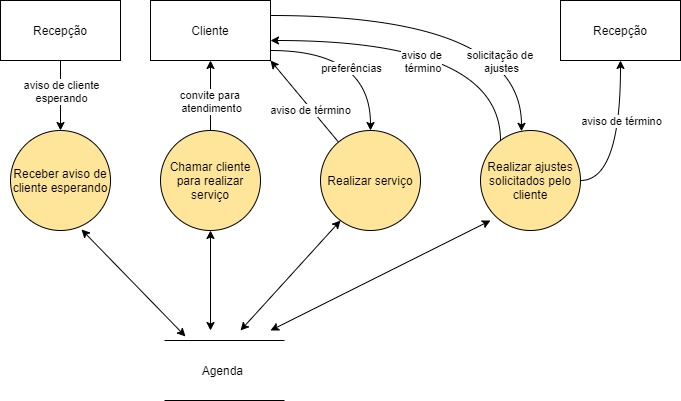 Recepção
Cliente
Recepção
aviso de cliente
esperando
convite para
atendimento
aviso de término
preferências
aviso de
término
solicitação de
ajustes
aviso de término
Receber aviso de
cliente esperando
Chamar cliente
para realizar
serviço
Realizar serviço
Realizar ajustes
solicitados pelo
cliente
Agenda